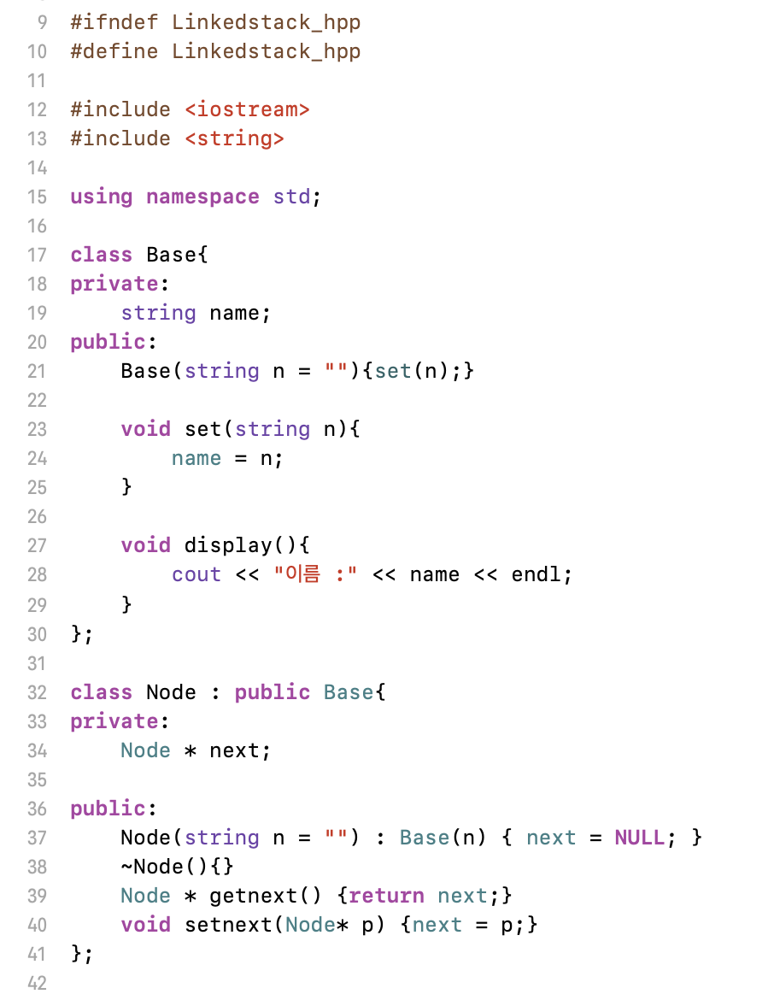 9 #ifndef Linkedstack_hpp
10 #define Linkedstack_hpp
11
12 #include <iostream>
13 #include <string>
14
15 using namespace std;
16
17 class Base{
18 private:
19     string name;
20 public:
21     Base(string n = ""){set(n);}
22
23     void set(string n){
24         name = n;
25     }
26
27     void display(){
28         cout << "이름 :" << name << endl;
29     }
30 };
31
32 class Node : public Base{
33 private:
34     Node * next;
35
36 public:
37     Node(string n = "") : Base(n) { next = NULL; }
38     ~Node(){}
39     Node * getnext() {return next;}
40     void setnext(Node* p) {next = p;}
41 };
42